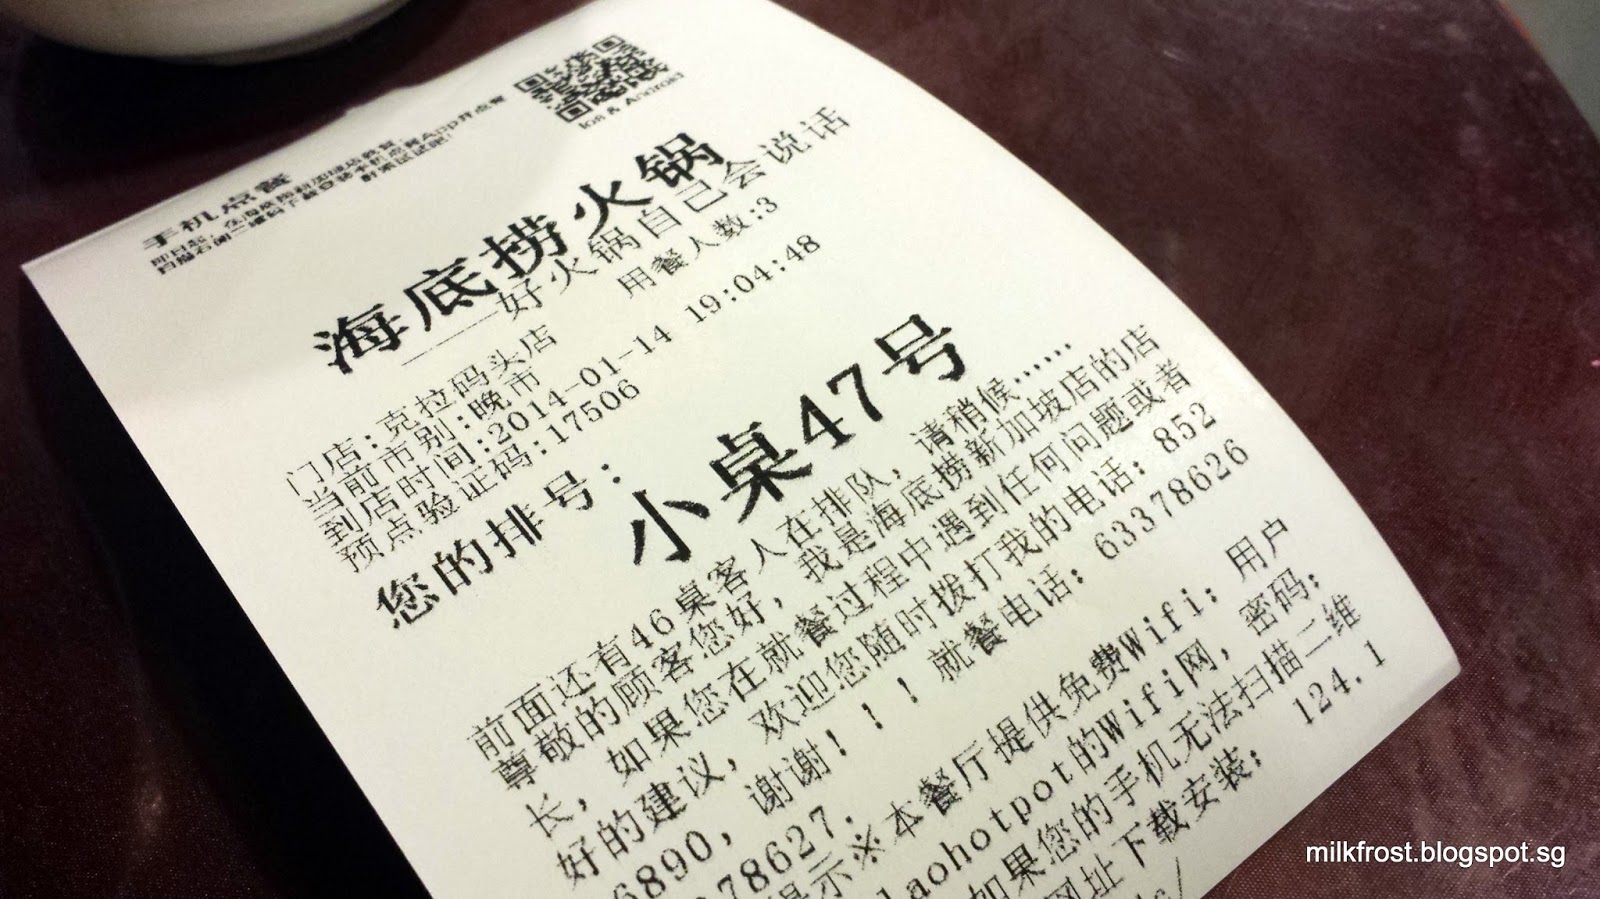 手机点餐
ios & Android
海底捞火锅
——好火锅自己会说话
门店:克拉码头店
当前市别:晚市 用餐人数:3
到店时间:2014-01-14 19:04:48
预点验证码:17506
您的排号:
小桌47号
前面还有46桌客人在排队, 请稍候......
尊敬的顾客您好, 我是海底捞新加坡店的店
长, 如果您在就餐过程中遇到任何问题或者
好的建议, 欢迎您随时拨打我的电话: 852
6890, 谢谢!!! 就餐电话: 63378626
78627.
提示※本餐厅提供免费Wifi; 用户
laohotpot的Wifi网, 密码:
如果您的手机无法扫描二维
网址下载安装: 124.1
milkfrost.blogspot.sg